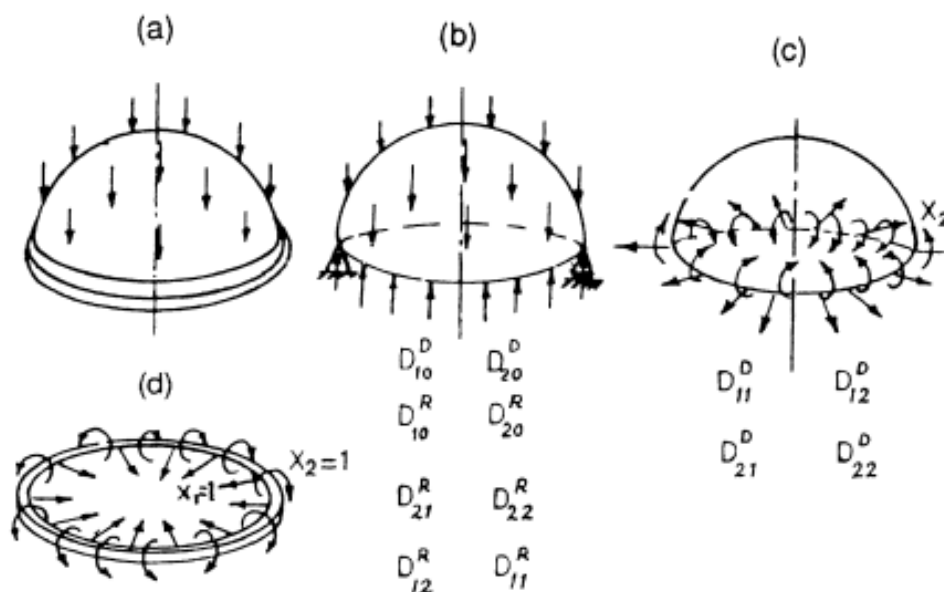 (a)
(b)
(c)
X₂
D₁₀ᴰ D₂₀ᴰ
D₁₀ᴿ D₂₀ᴿ
D₂₁ᴿ D₂₂ᴿ
D₁₂ᴿ D₁₁ᴿ
D₁₁ᴰ D₁₂ᴰ
D₂₁ᴰ D₂₂ᴰ
(d)
X₂=1
X₁=1